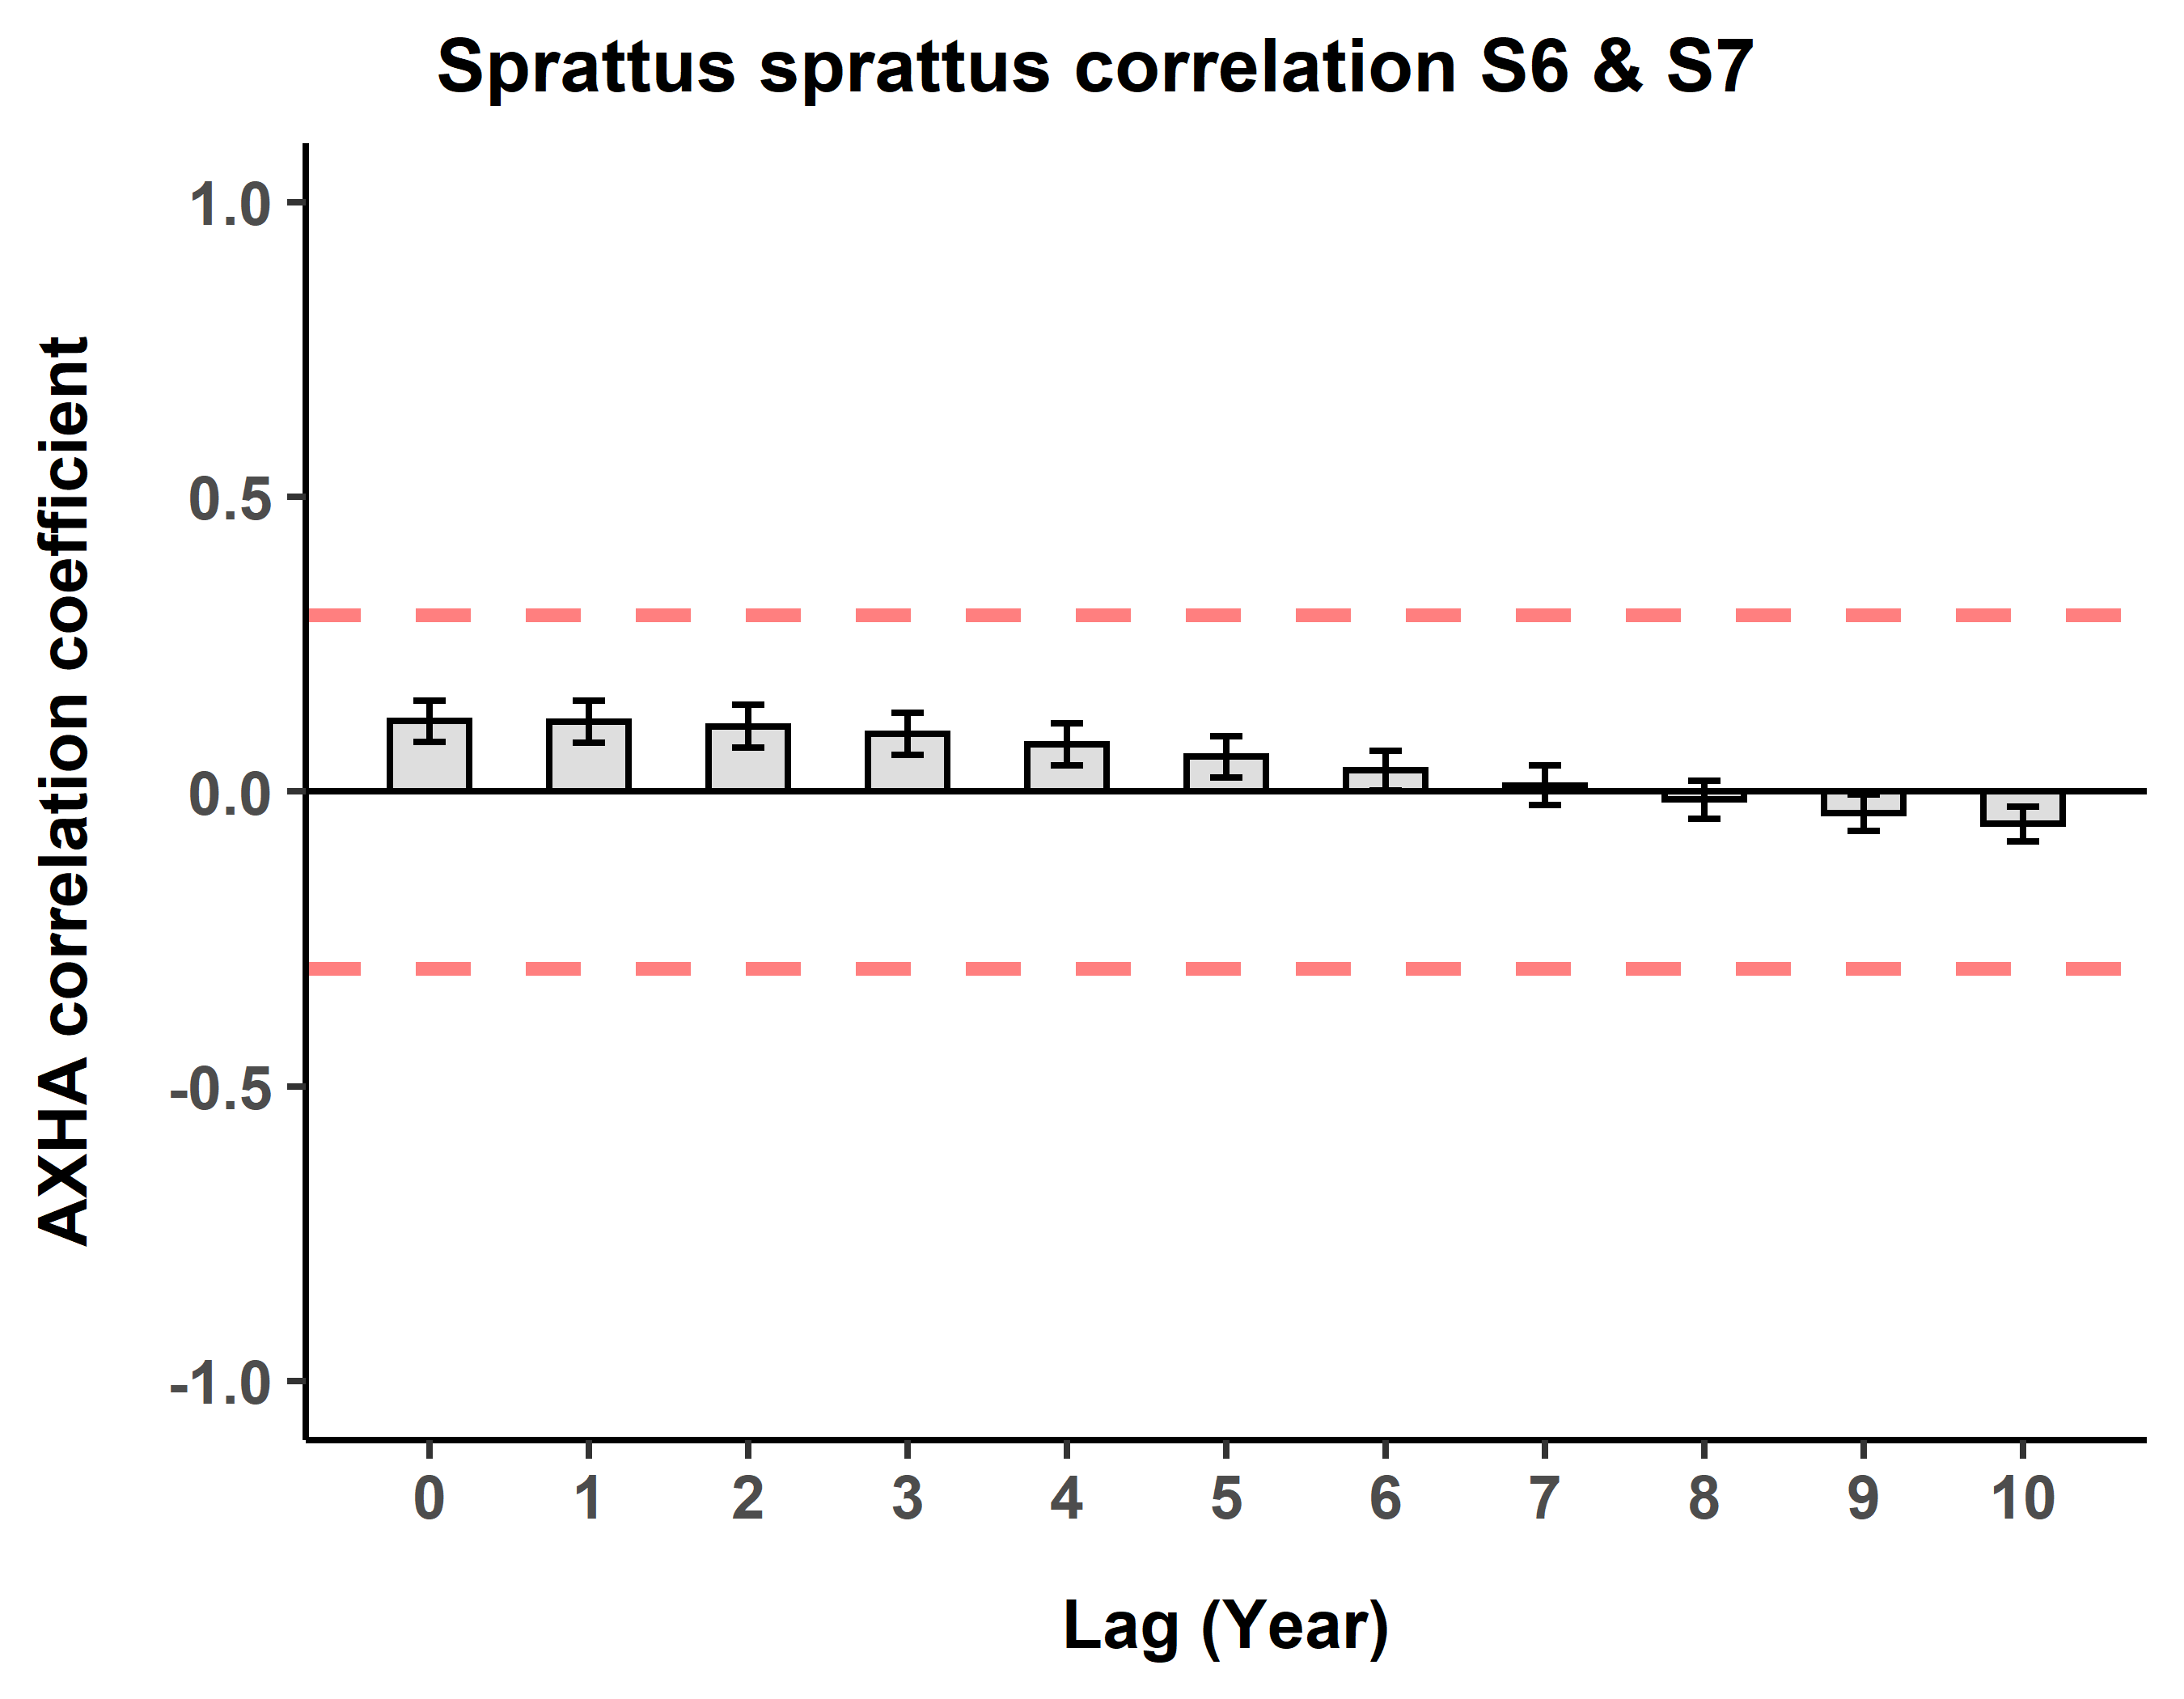 Sprattus sprattus correlation S6 & S7
AXHA correlation coefficient
1.0
0.5
0.0
-0.5
-1.0
0 1 2 3 4 5 6 7 8 9 10
Lag (Year)